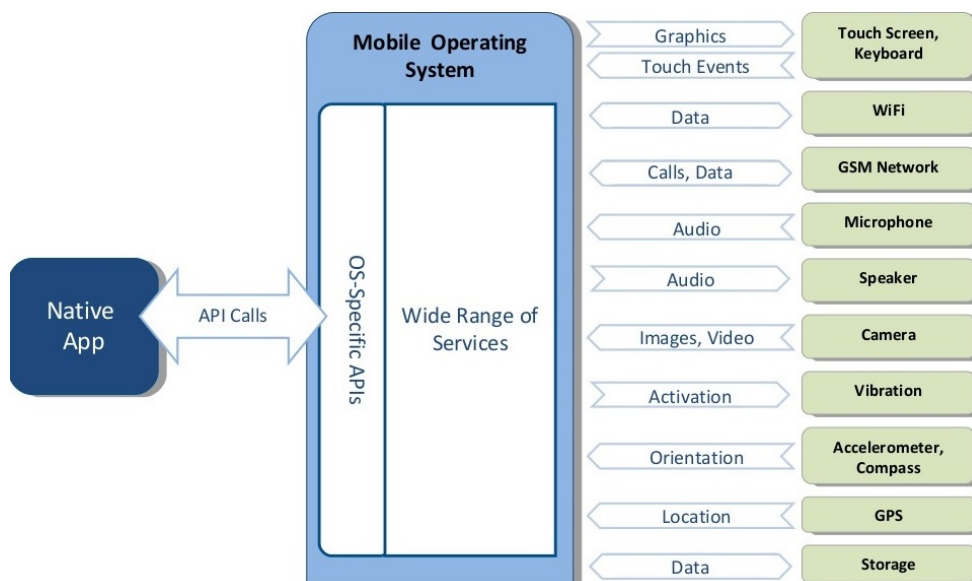 Mobile Operating
System
Graphics
Touch Screen,
Keyboard
Touch Events
Data
WiFi
Calls, Data
GSM Network
Audio
Microphone
Native
App
API Calls
OS-Specific APIs
Wide Range of
Services
Audio
Speaker
Images, Video
Camera
Activation
Vibration
Orientation
Accelerometer,
Compass
Location
GPS
Data
Storage